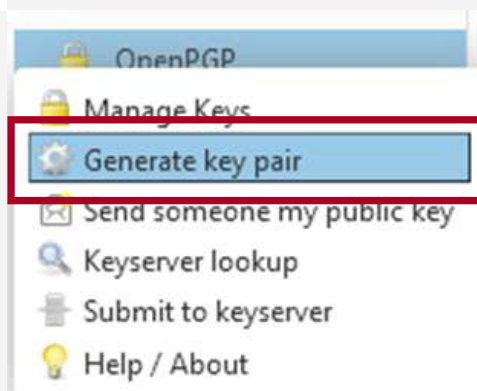 OpenPGP
Manage Keys
Generate key pair
Send someone my public key
Keyserver lookup
Submit to keyserver
Help / About